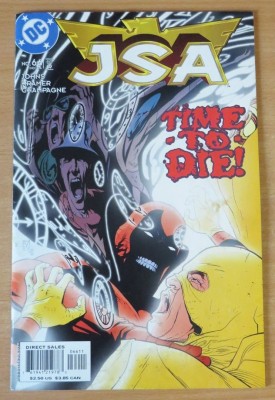 DC
JSA
JOHNS
KRAMER
CHAMPAGNE
TIME
TO
DIE!
DIRECT SALES